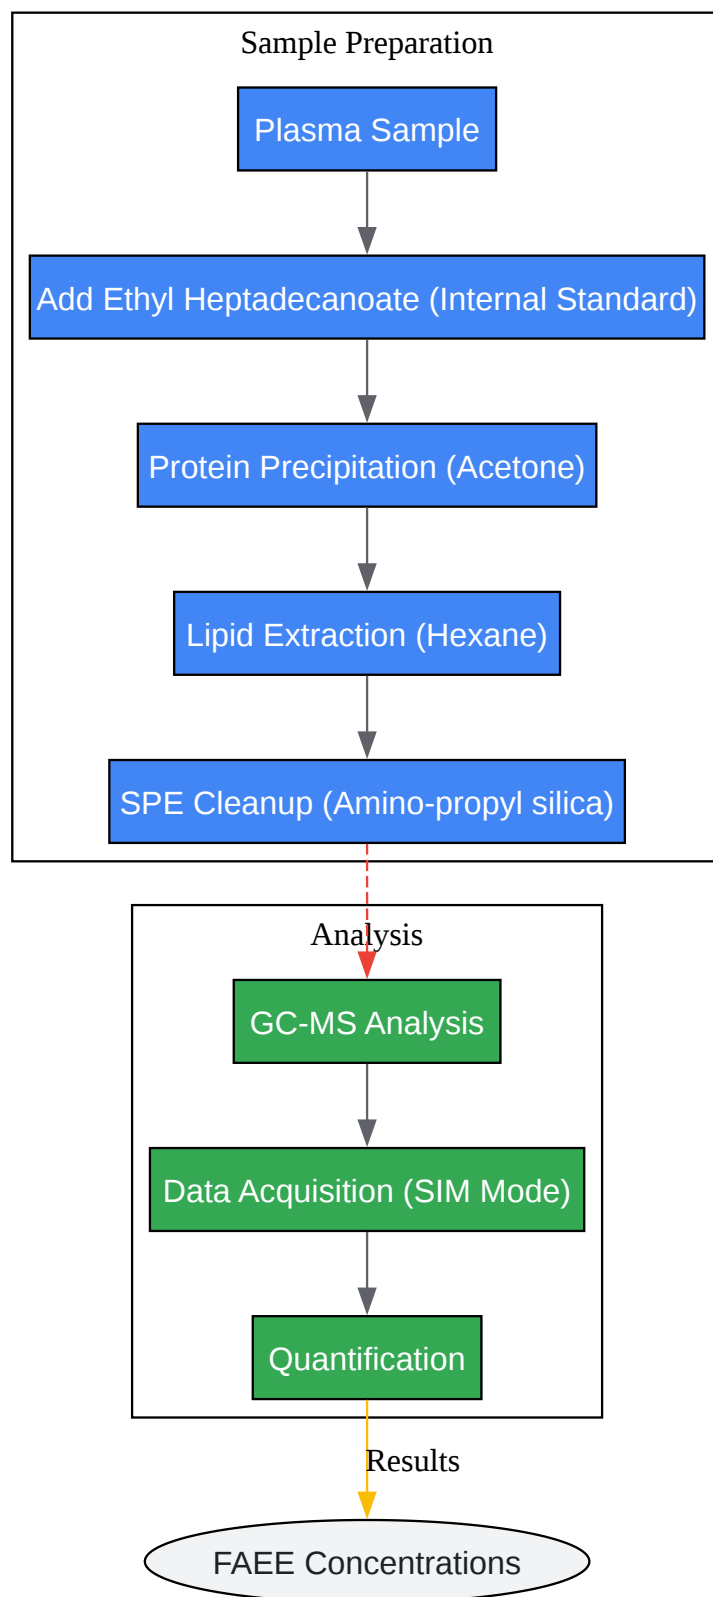 Sample Preparation
Plasma Sample
Add Ethyl Heptadecanoate (Internal Standard)
Protein Precipitation (Acetone)
Lipid Extraction (Hexane)
SPE Cleanup (Amino-propyl silica)
Analysis
GC-MS Analysis
Data Acquisition (SIM Mode)
Quantification
Results
FAEE Concentrations